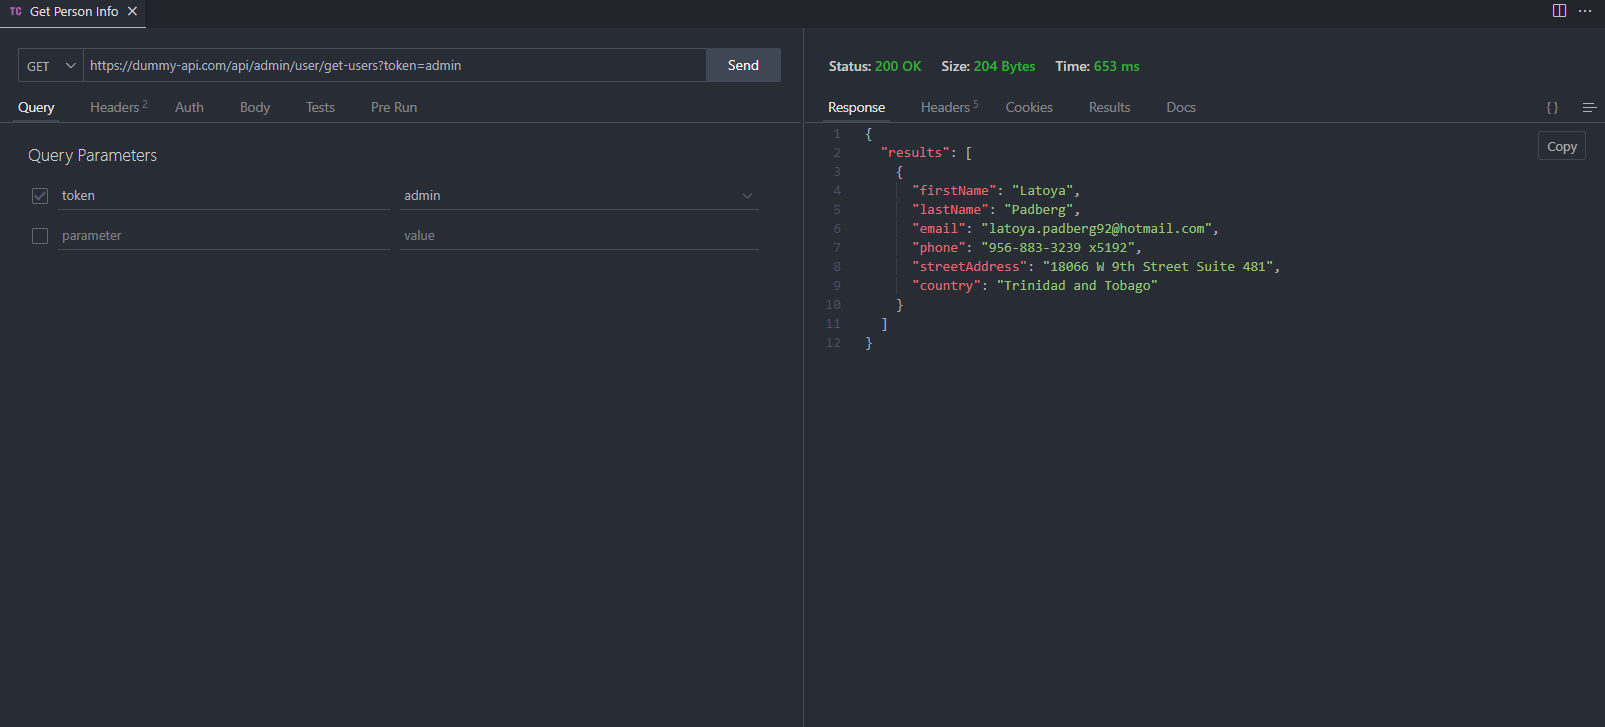 TC Get Person Info
GET https://dummy-api.com/api/admin/user/get-users?token=admin Send
Query Headers 2 Auth Body Tests Pre Run
Query Parameters
token admin
parameter value
Status: 200 OK Size: 204 Bytes Time: 653 ms
Response Headers 5 Cookies Results Docs {}
Copy
1 {
2 "results": [
3 {
4 "firstName": "Latoya",
5 "lastName": "Padberg",
6 "email": "latoya.padberg92@hotmail.com",
7 "phone": "956-883-3239 x5192",
8 "streetAddress": "18066 W 9th Street Suite 481",
9 "country": "Trinidad and Tobago"
10 }
11 ]
12 }